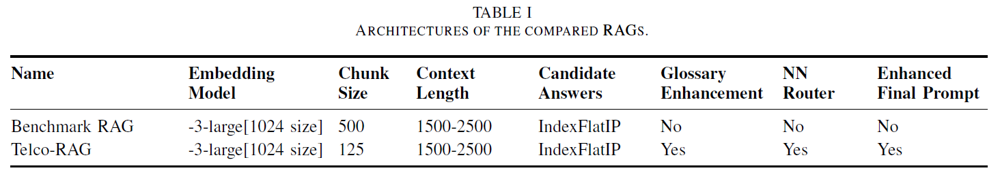 TABLE I
ARCHITECTURES OF THE COMPARED RAGS.
Name Embedding Model Chunk Size Context Length Candidate Answers Glossary Enhancement NN Router Enhanced Final Prompt
Benchmark RAG -3-large[1024 size] 500 1500-2500 IndexFlatIP No No No
Telco-RAG -3-large[1024 size] 125 1500-2500 IndexFlatIP Yes Yes Yes